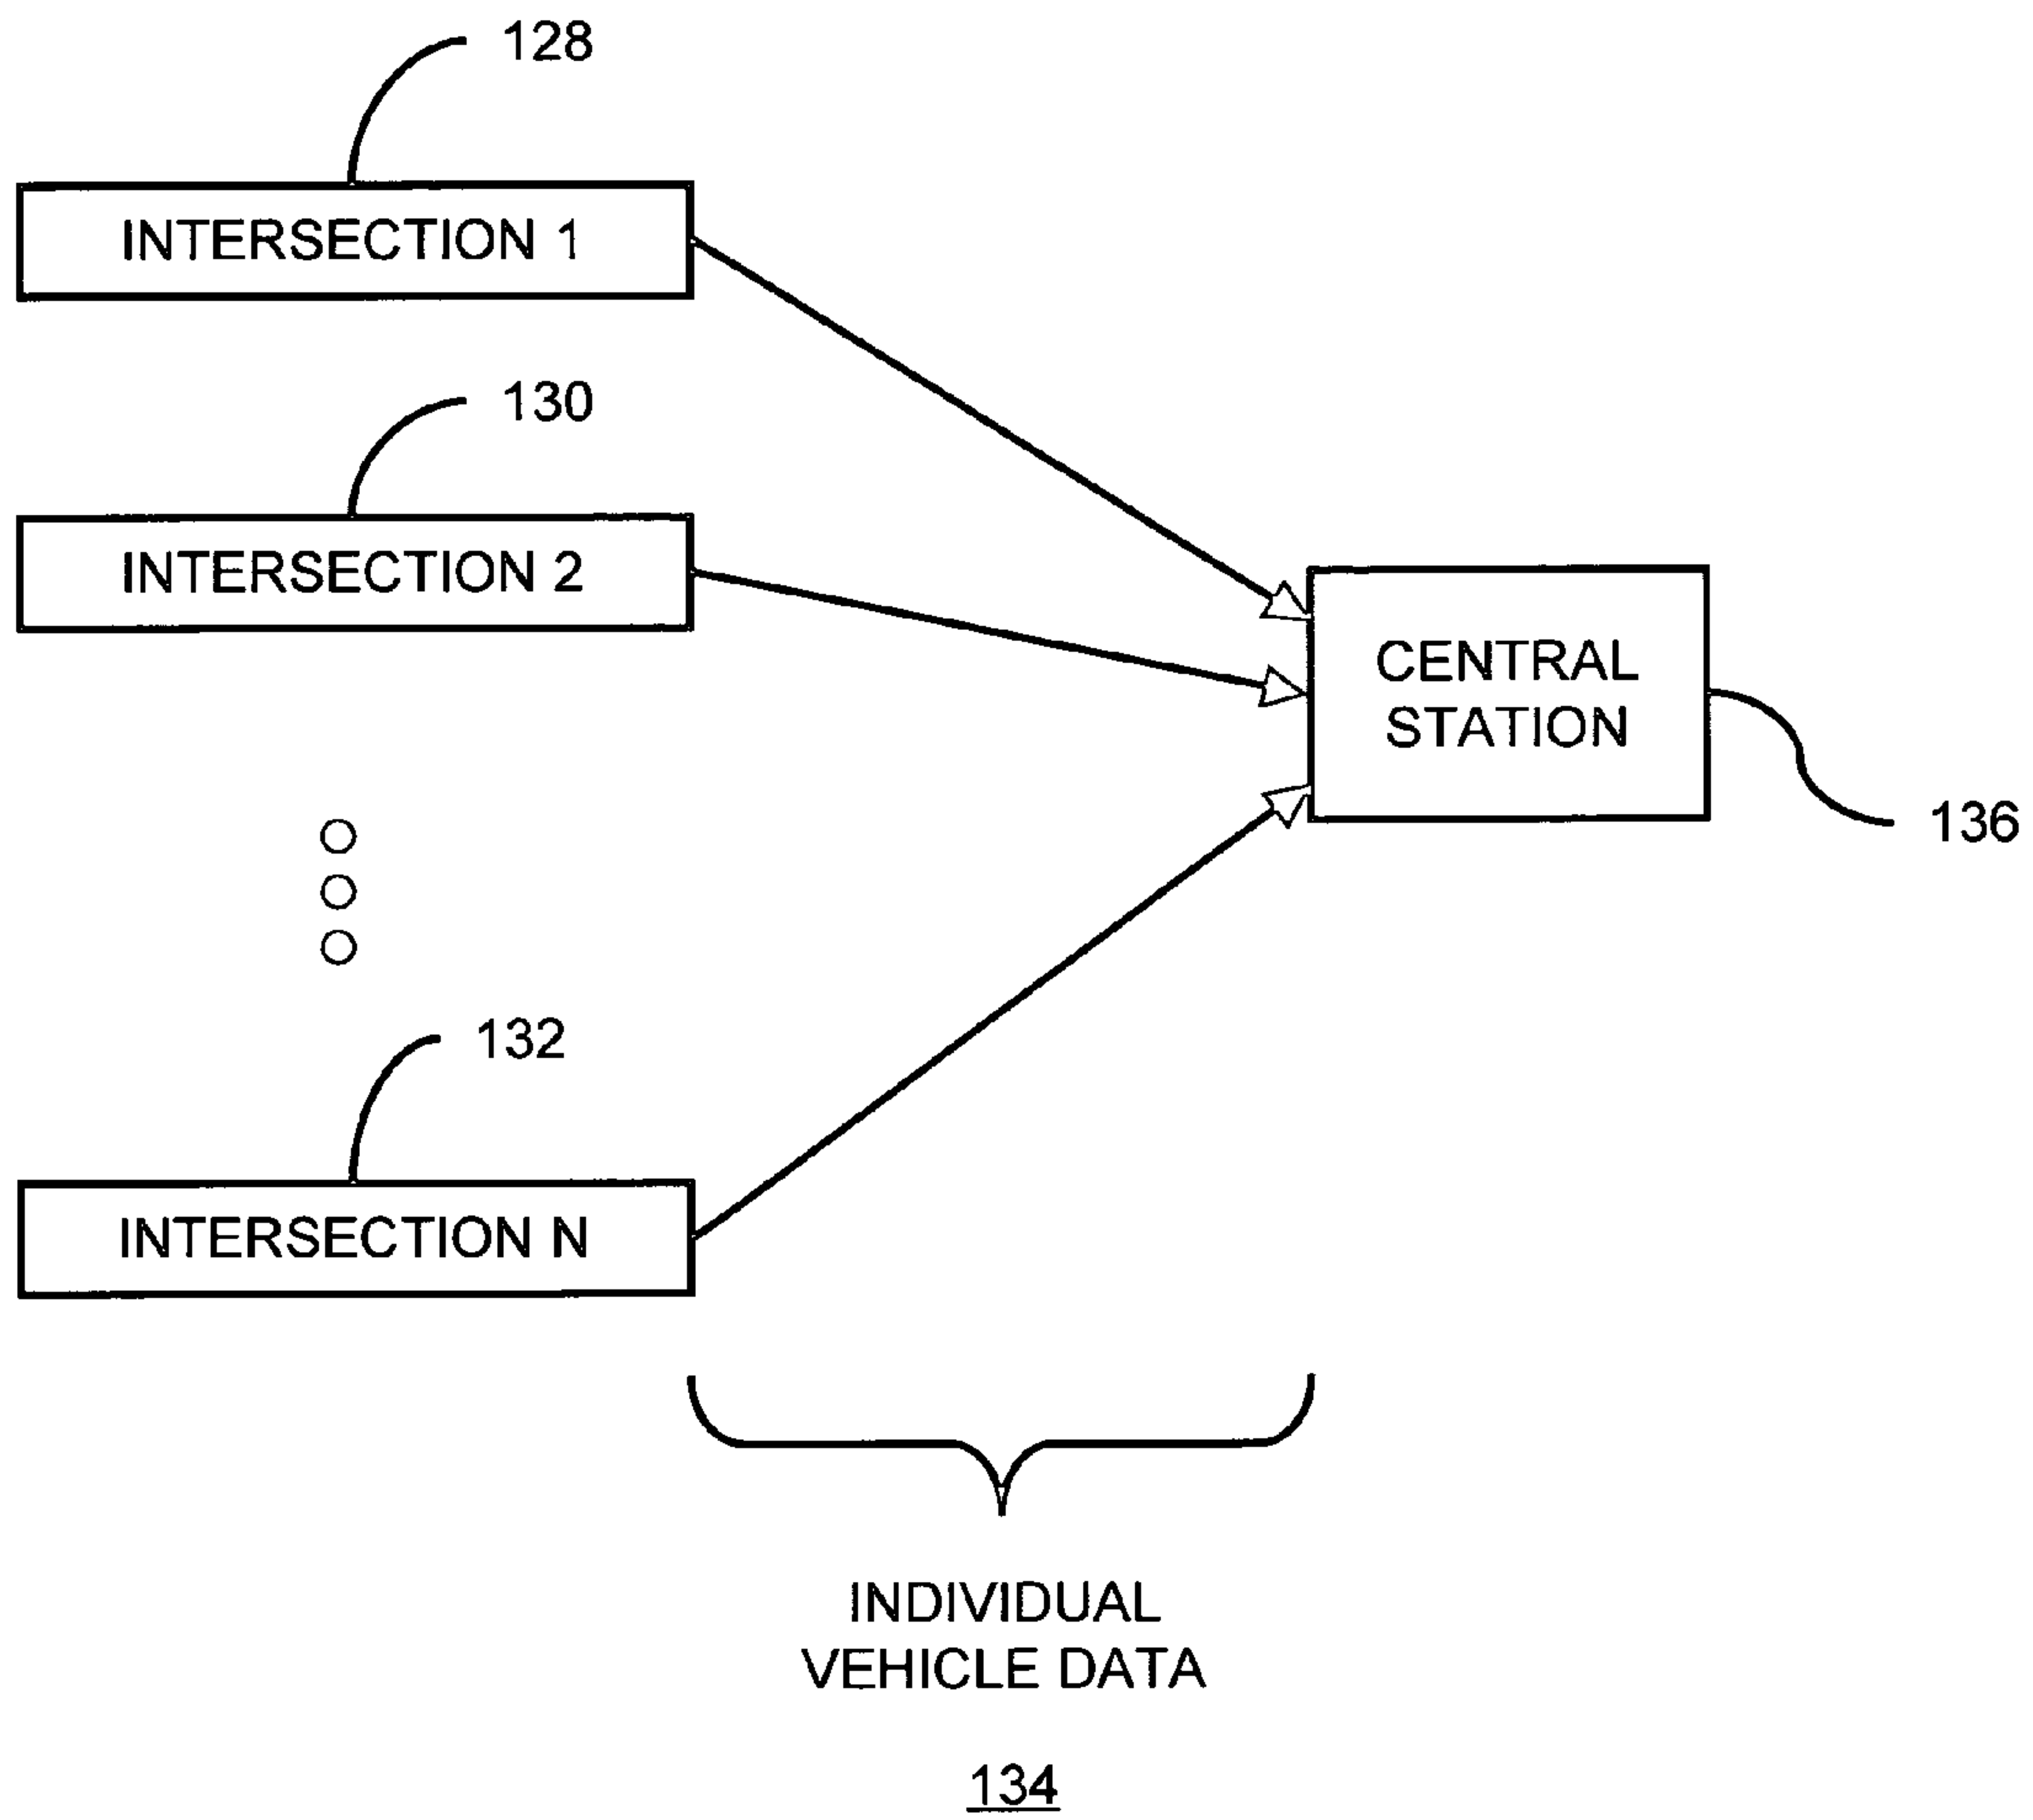 128
INTERSECTION 1
130
INTERSECTION 2
CENTRAL
STATION
136
132
INTERSECTION N
INDIVIDUAL
VEHICLE DATA
134